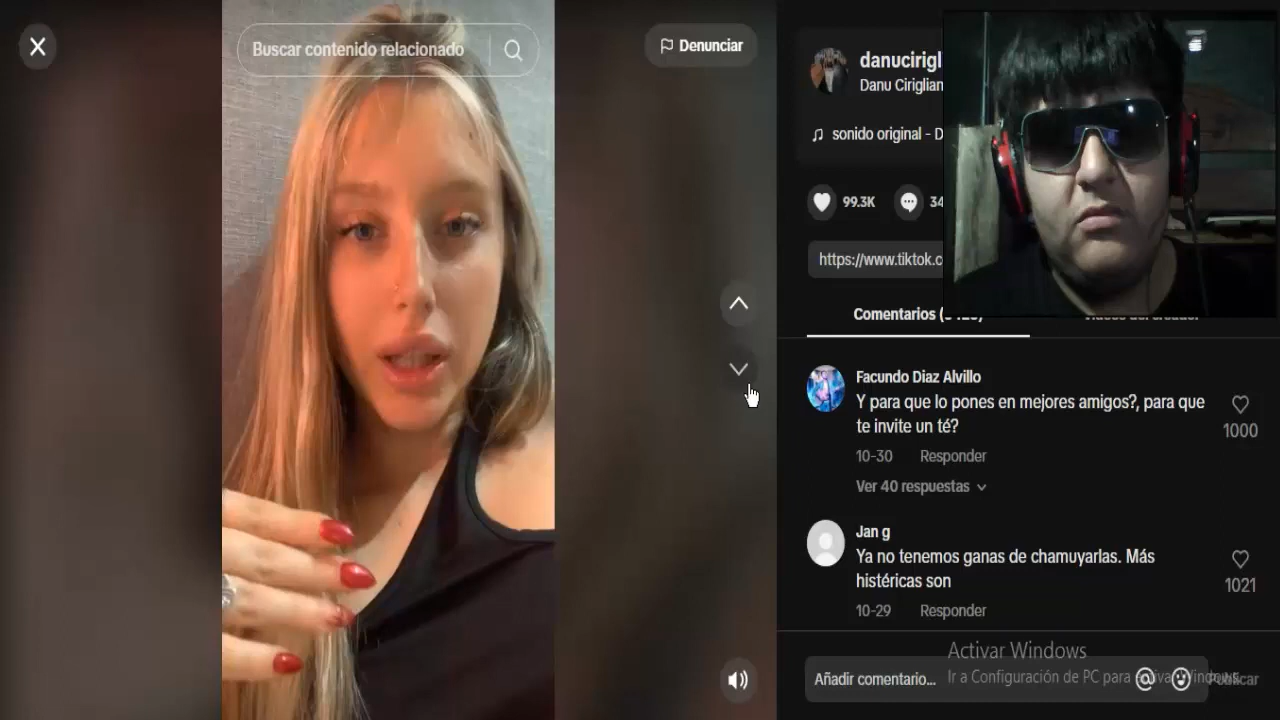 Buscar contenido relacionado
Denunciar
danucirigl
Danu Ciriglian
sonido original - D
99.3K
34
https://www.tiktok.c
Comentarios (
Facundo Diaz Alvillo
Y para que lo pones en mejores amigos?, para que
te invite un té?
1000
10-30 Responder
Ver 40 respuestas
Jan g
Ya no tenemos ganas de chamuyarlas. Más
histéricas son
1021
10-29 Responder
Activar Windows
Añadir comentario...
Ir a Configuración de PC para activar Windows.
Publicar